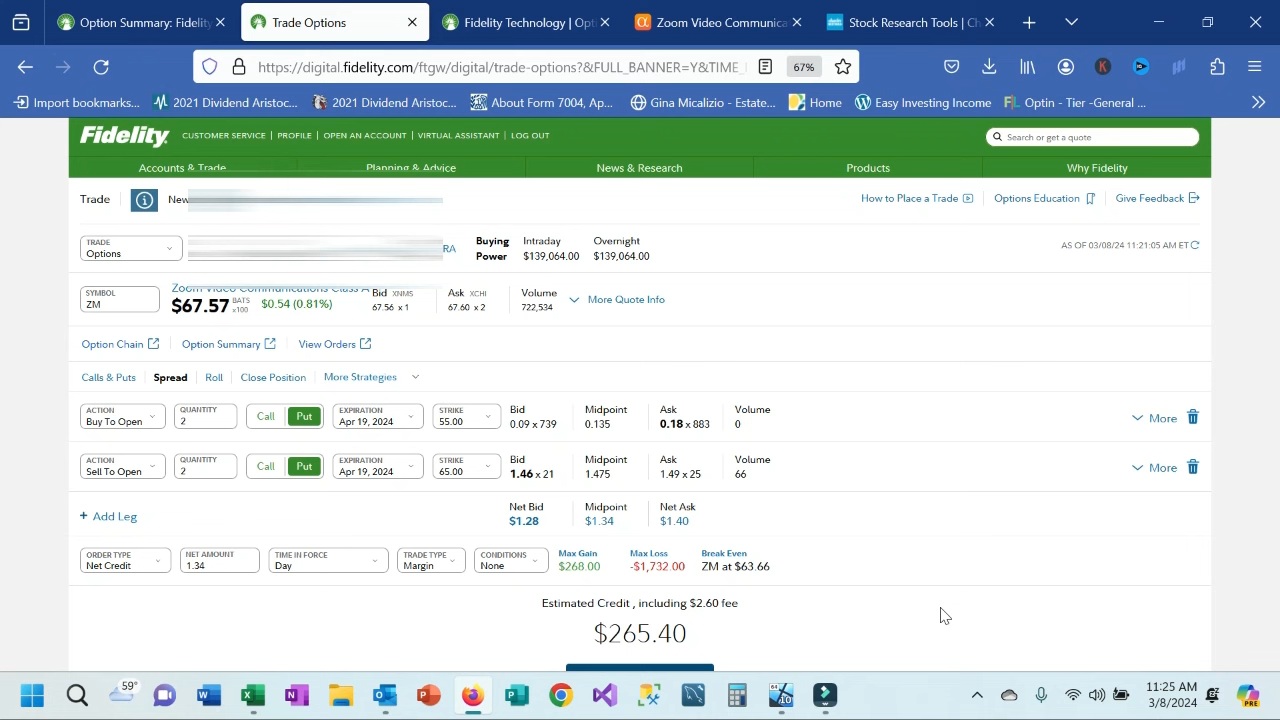 Option Summary: Fidelity
Trade Options
Fidelity Technology | Opti
Zoom Video Communica
Stock Research Tools | Ch
https://digital.fidelity.com/ftgw/digital/trade-options?&FULL_BANNER=Y&TIME_
67%
Import bookmarks...
2021 Dividend Aristoc...
2021 Dividend Aristoc...
About Form 7004, Ap...
Gina Micalizio - Estate...
Home
Easy Investing Income
Optin - Tier -General ...
Fidelity
CUSTOMER SERVICE | PROFILE | OPEN AN ACCOUNT | VIRTUAL ASSISTANT | LOG OUT
Search or get a quote
Accounts & Trade
Planning & Advice
News & Research
Products
Why Fidelity
Trade
New
How to Place a Trade
Options Education
Give Feedback
TRADE
Options
RA
Buying Power
Intraday
$139,064.00
Overnight
$139,064.00
AS OF 03/08/24 11:21:05 AM ET
SYMBOL
ZM
Zoom Video Communications Class A
$67.57 BATS x100 $0.54 (0.81%)
Bid XNMS
67.56 x 1
Ask XCHI
67.60 x 2
Volume
722,534
More Quote Info
Option Chain
Option Summary
View Orders
Calls & Puts
Spread
Roll
Close Position
More Strategies
ACTION
Buy To Open
QUANTITY
2
Call
Put
EXPIRATION
Apr 19, 2024
STRIKE
55.00
Bid
0.09 x 739
Midpoint
0.135
Ask
0.18 x 883
Volume
0
More
ACTION
Sell To Open
QUANTITY
2
Call
Put
EXPIRATION
Apr 19, 2024
STRIKE
65.00
Bid
1.46 x 21
Midpoint
1.475
Ask
1.49 x 25
Volume
66
More
+ Add Leg
Net Bid
$1.28
Midpoint
$1.34
Net Ask
$1.40
ORDER TYPE
Net Credit
NET AMOUNT
1.34
TIME IN FORCE
Day
TRADE TYPE
Margin
CONDITIONS
None
Max Gain
$268.00
Max Loss
-$1,732.00
Break Even
ZM at $63.66
Estimated Credit , including $2.60 fee
$265.40
59°
11:25 AM
3/8/2024